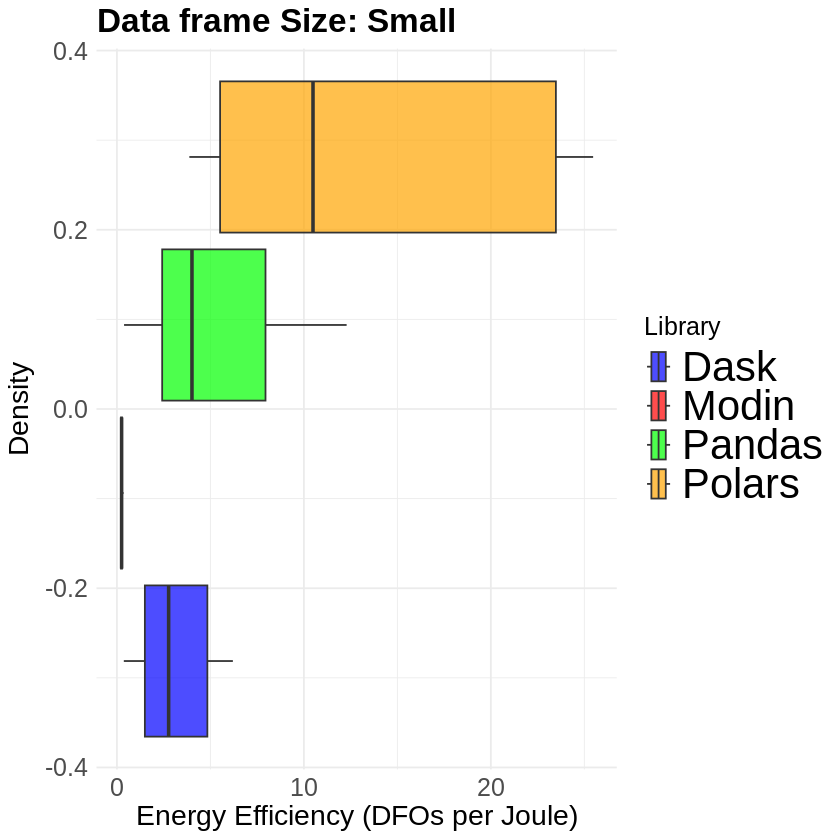 Data frame Size: Small
0.4
0.2
0.0
-0.2
-0.4
Density
0
10
20
Energy Efficiency (DFOs per Joule)
Library
Dask
Modin
Pandas
Polars